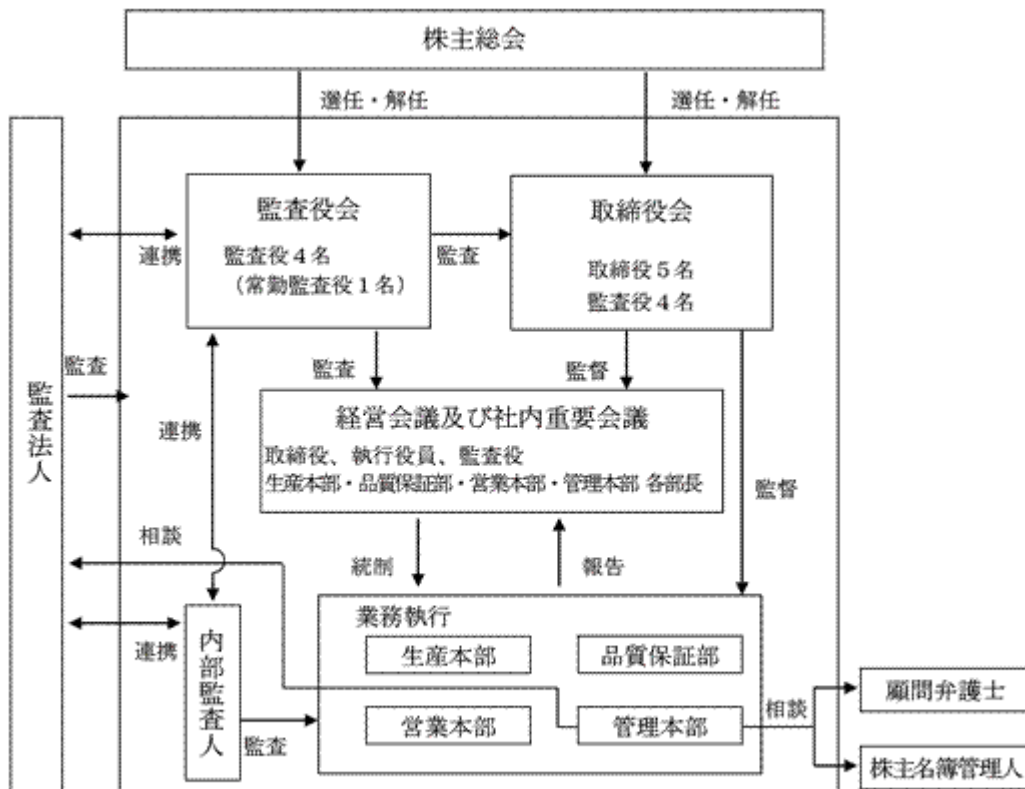 株主総会
選任・解任
選任・解任
監査役会
監査役4名
(常勤監査役1名)
連携
監査
取締役会
取締役5名
監査役4名
監査法人
監査
監査
監督
連携
経営会議及び社内重要会議
取締役、執行役員、監査役
生産本部・品質保証部・営業本部・管理本部 各部長
監督
相談
統制
報告
連携
内部監査人
監査
業務執行
生産本部
品質保証部
営業本部
管理本部
相談
顧問弁護士
株主名簿管理人